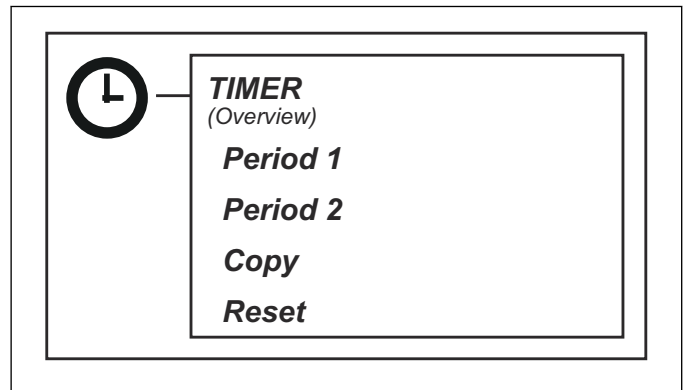 TIMER
(Overview)
Period 1
Period 2
Copy
Reset